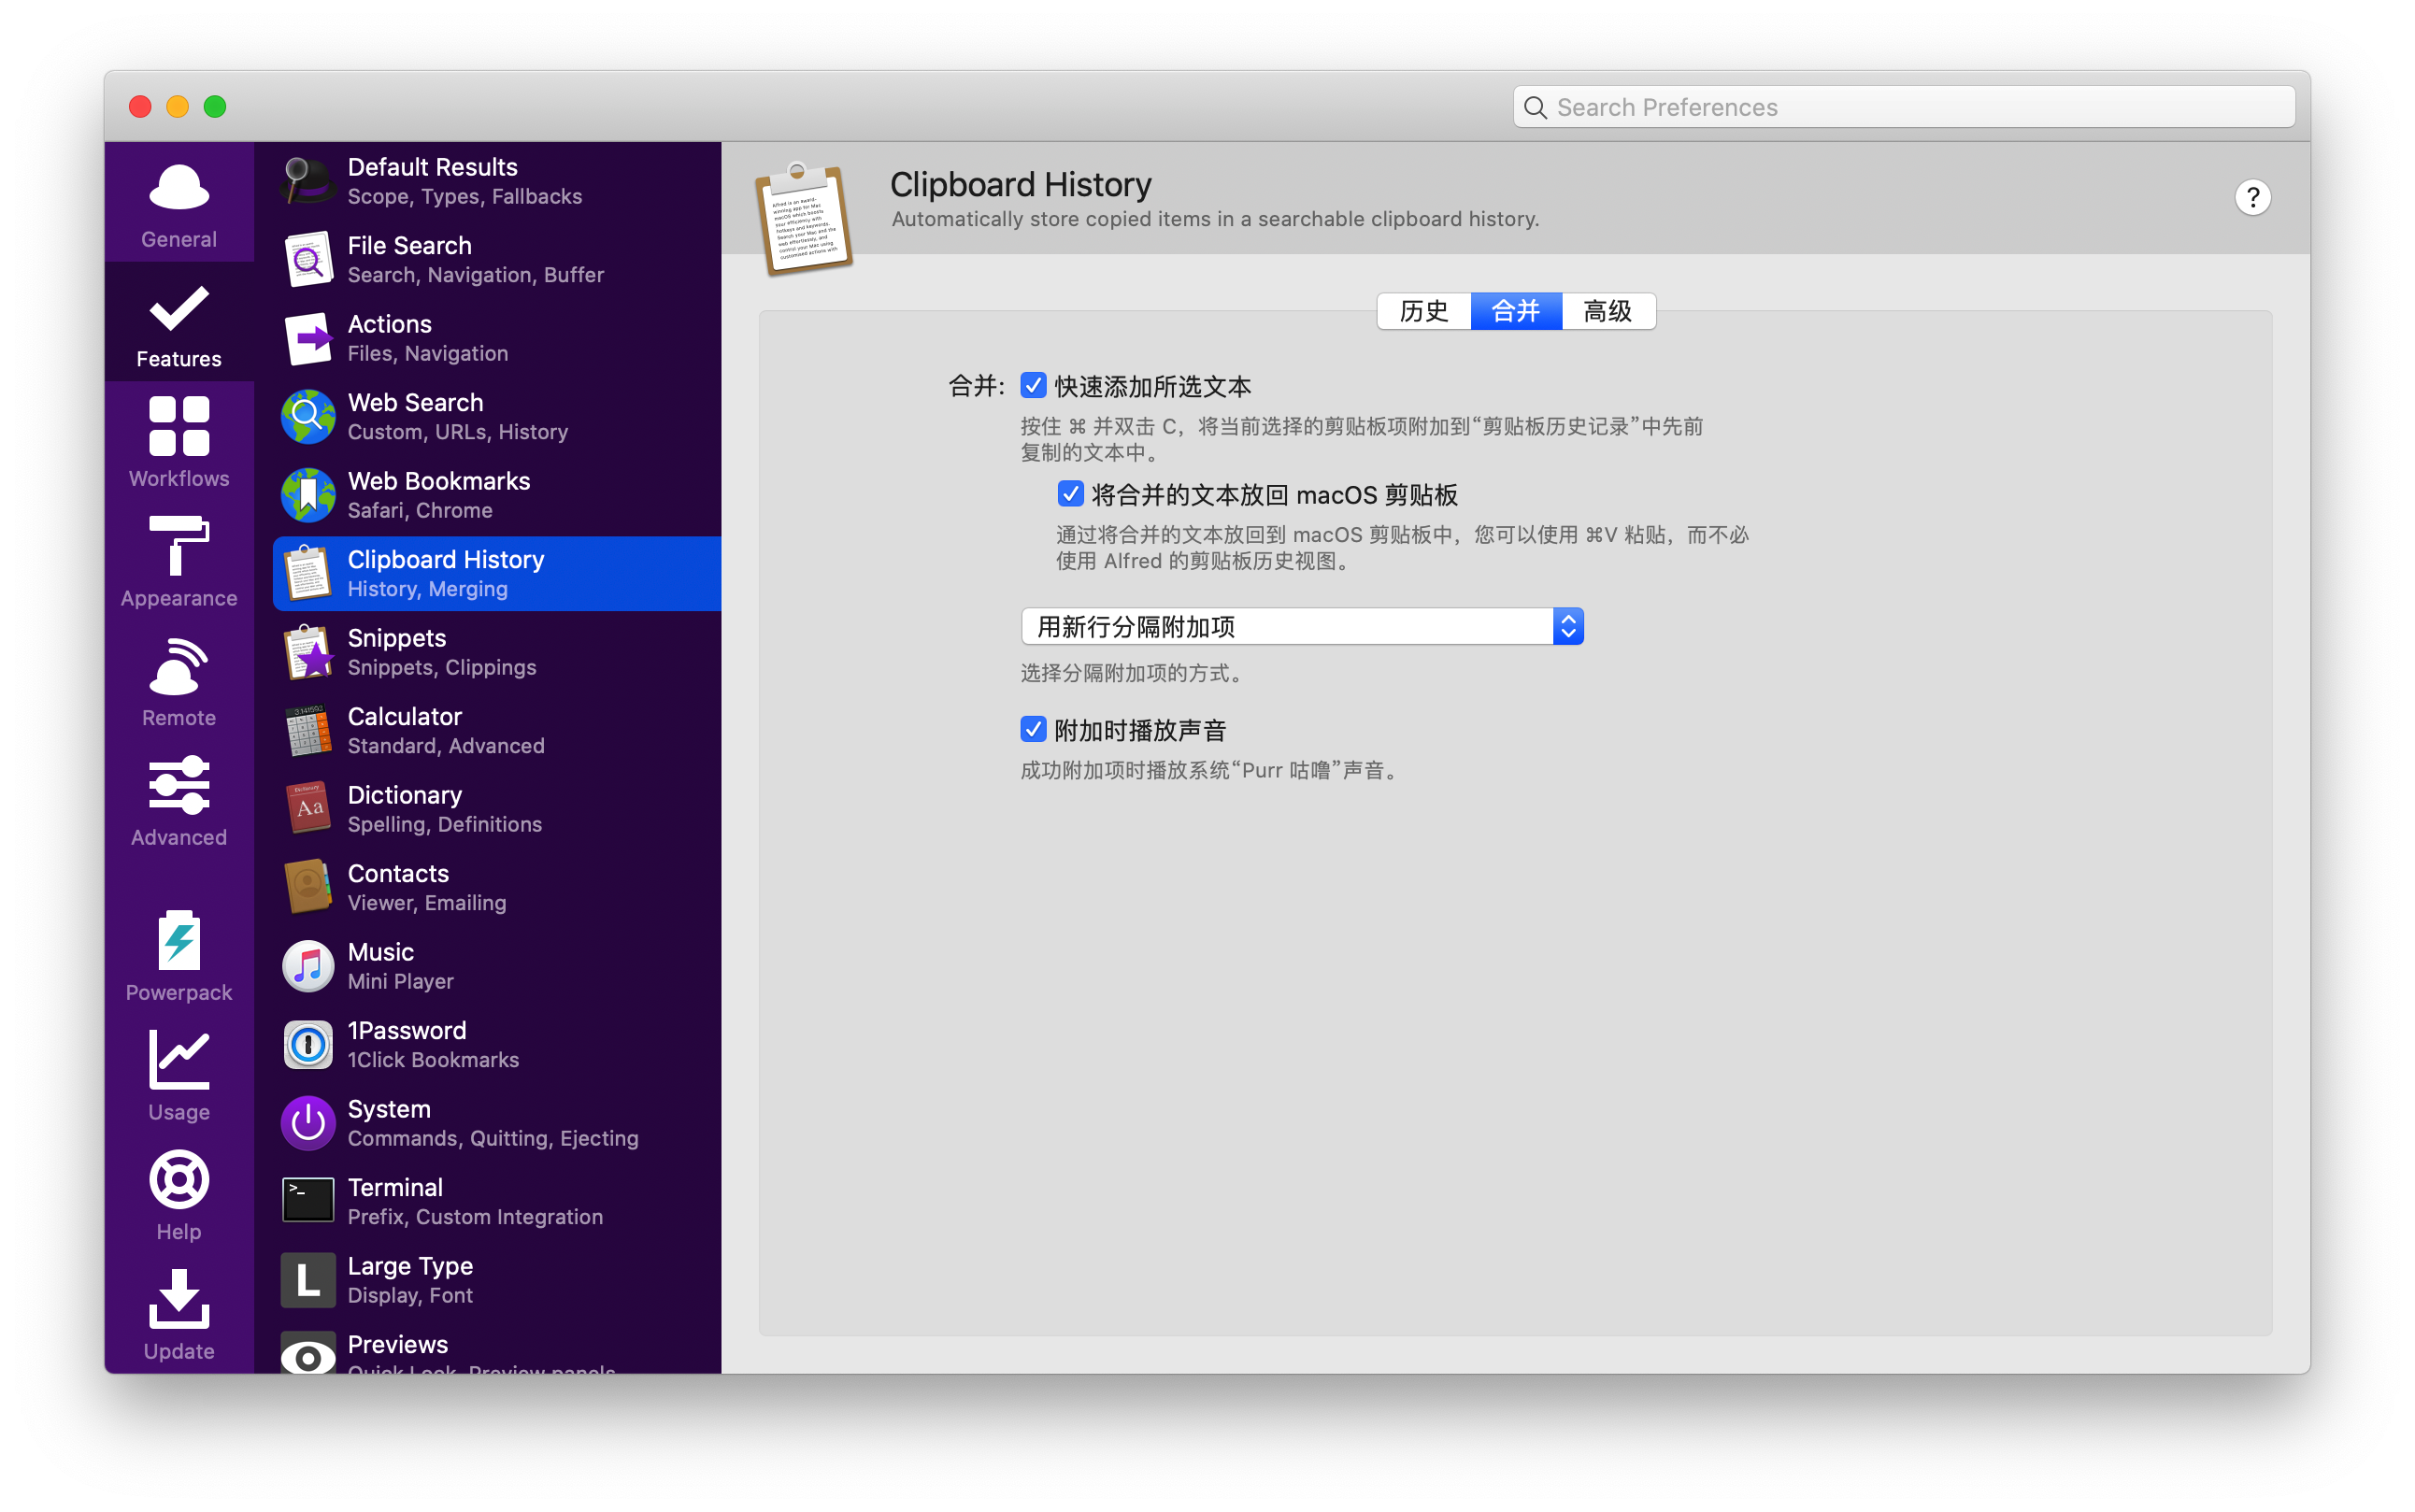 Search Preferences
General
Features
Workflows
Appearance
Remote
Advanced
Powerpack
Usage
Help
Update
Default Results
Scope, Types, Fallbacks
File Search
Search, Navigation, Buffer
Actions
Files, Navigation
Web Search
Custom, URLs, History
Web Bookmarks
Safari, Chrome
Clipboard History
History, Merging
Snippets
Snippets, Clippings
Calculator
Standard, Advanced
Dictionary
Spelling, Definitions
Contacts
Viewer, Emailing
Music
Mini Player
1Password
1Click Bookmarks
System
Commands, Quitting, Ejecting
Terminal
Prefix, Custom Integration
Large Type
Display, Font
Previews
Quick Look, Preview panels
Clipboard History
Automatically store copied items in a searchable clipboard history.
?
历史
合并
高级
合并: 快速添加所选文本
按住 ⌘ 并双击 C，将当前选择的剪贴板项附加到“剪贴板历史记录”中先前
复制的文本中。
将合并的文本放回 macOS 剪贴板
通过将合并的文本放回到 macOS 剪贴板中，您可以使用 ⌘V 粘贴，而不必
使用 Alfred 的剪贴板历史视图。
用新行分隔附加项
选择分隔附加项的方式。
附加时播放声音
成功附加项时播放系统“Purr 咕噜”声音。